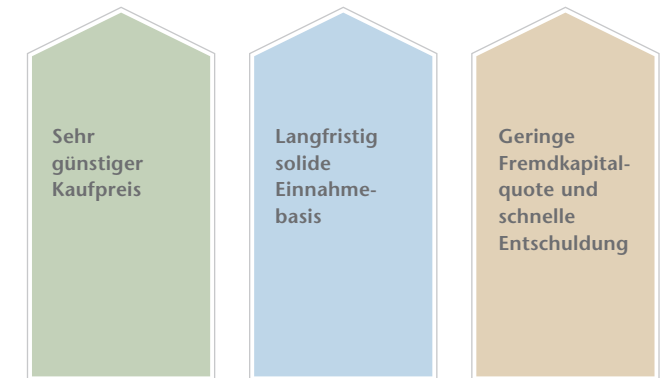 Sehr
günstiger
Kaufpreis
Langfristig
solide
Einnahme-
basis
Geringe
Fremdkapital-
quote und
schnelle
Entschuldung